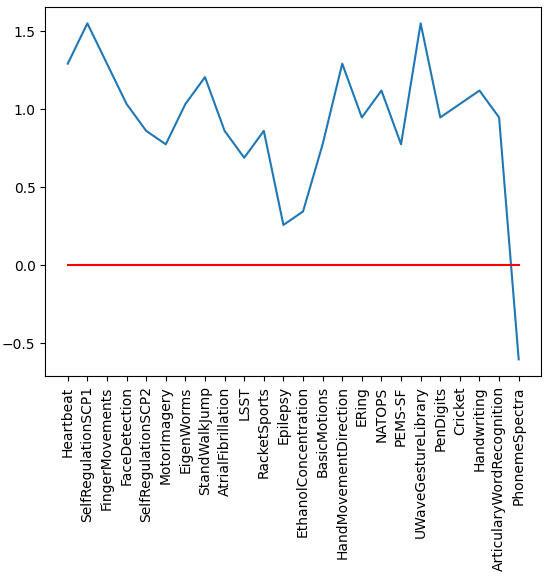 1.5
1.0
0.5
0.0
−0.5
Heartbeat
SelfRegulationSCP1
FingerMovements
FaceDetection
SelfRegulationSCP2
MotorImagery
EigenWorms
StandWalkJump
AtrialFibrillation
LSST
RacketSports
Epilepsy
EthanolConcentration
BasicMotions
HandMovementDirection
ERing
NATOPS
PEMS-SF
UWaveGestureLibrary
PenDigits
Cricket
Handwriting
ArticularyWordRecognition
PhonemeSpectra